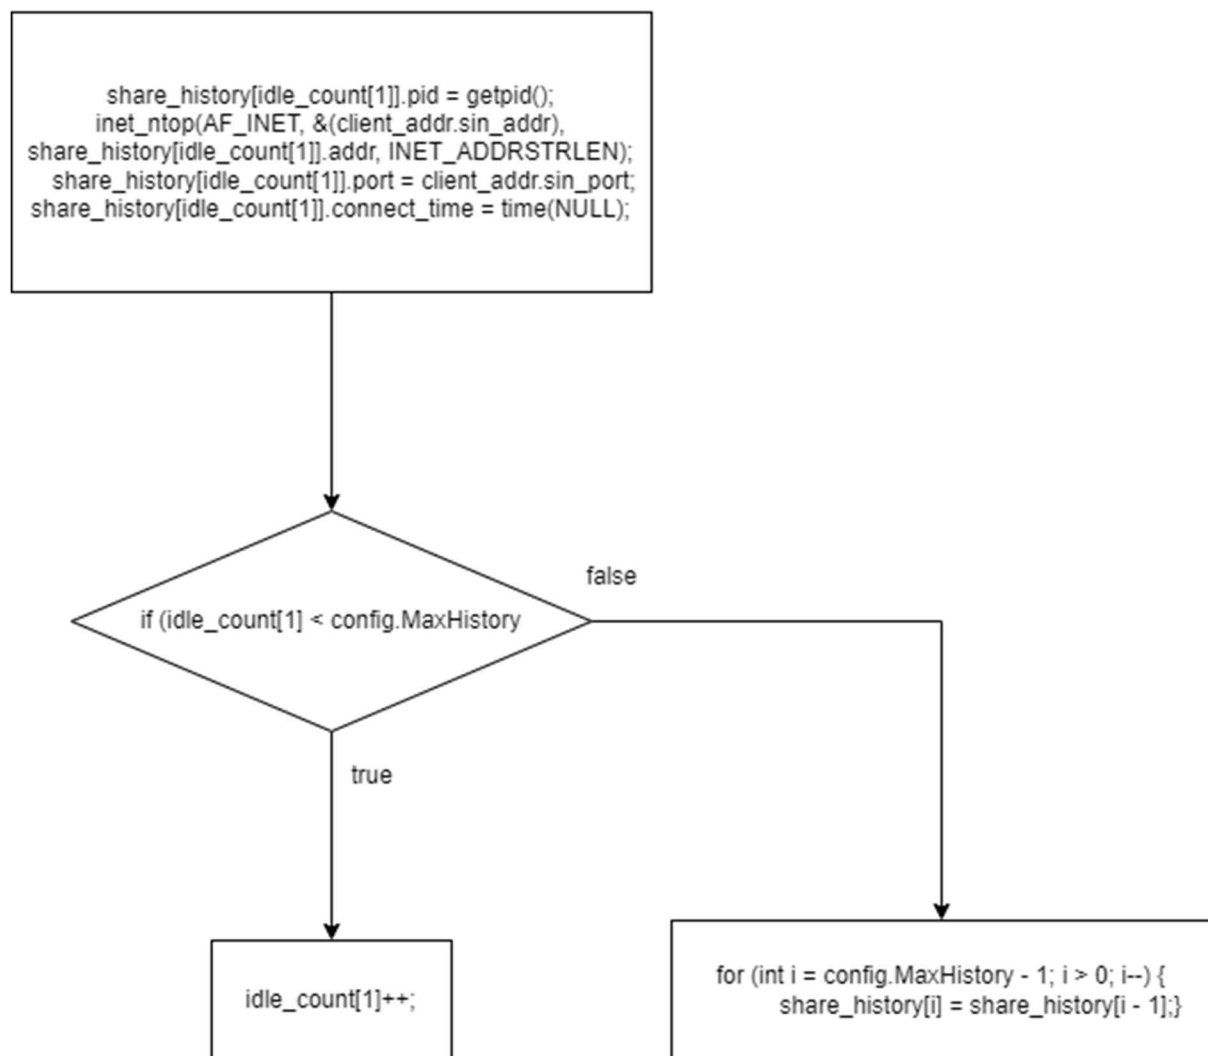 share_history[idle_count[1]].pid = getpid();
inet_ntop(AF_INET, &(client_addr.sin_addr),
share_history[idle_count[1]].addr, INET_ADDRSTRLEN);
share_history[idle_count[1]].port = client_addr.sin_port;
share_history[idle_count[1]].connect_time = time(NULL);
if (idle_count[1] < config.MaxHistory
false
true
idle_count[1]++;
for (int i = config.MaxHistory - 1; i > 0; i--) {
share_history[i] = share_history[i - 1];}